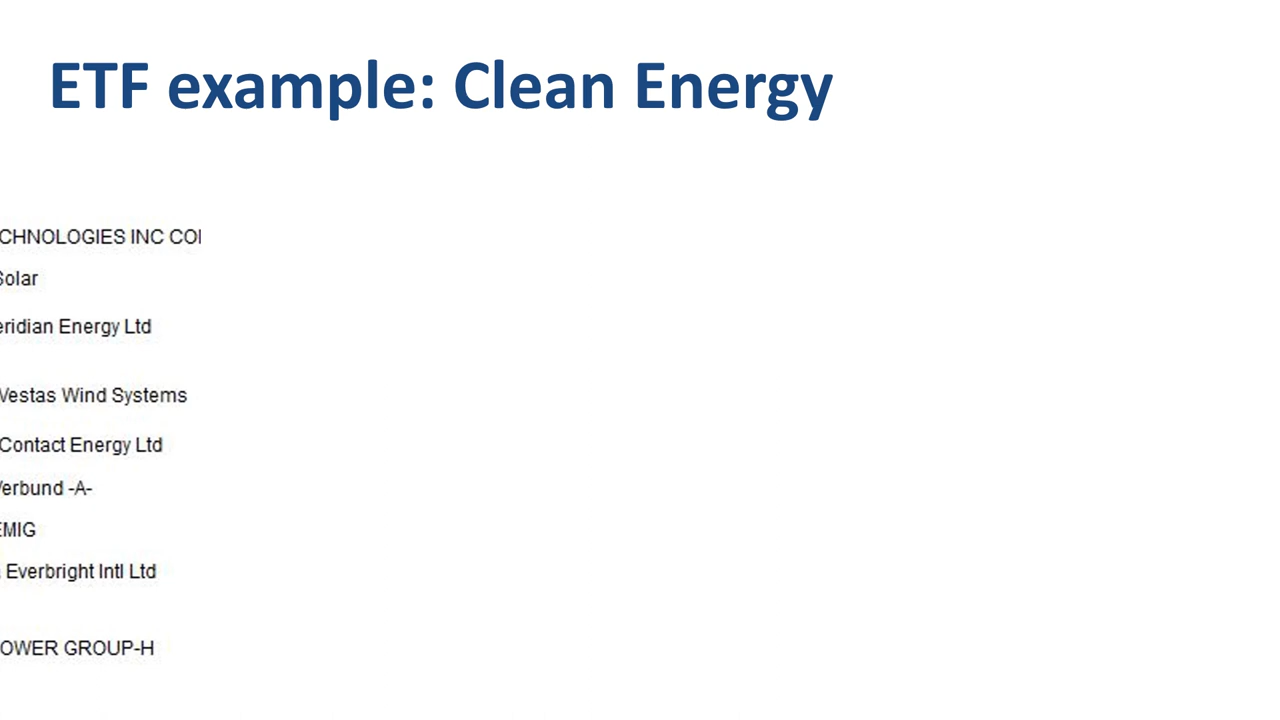 ETF example: Clean Energy
CHNOLOGIES INC COI
Solar
eridian Energy Ltd
Vestas Wind Systems
Contact Energy Ltd
Verbund -A-
EMIG
Everbright Intl Ltd
OWER GROUP-H